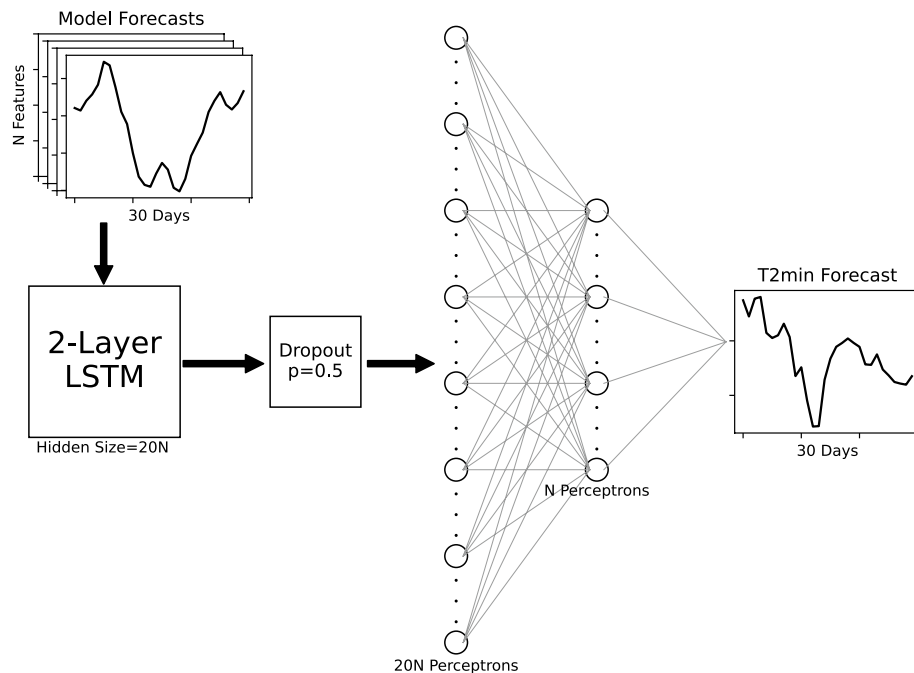 Model Forecasts
N Features
30 Days
2-Layer
LSTM
Hidden Size=20N
Dropout
p=0.5
20N Perceptrons
N Perceptrons
T2min Forecast
30 Days